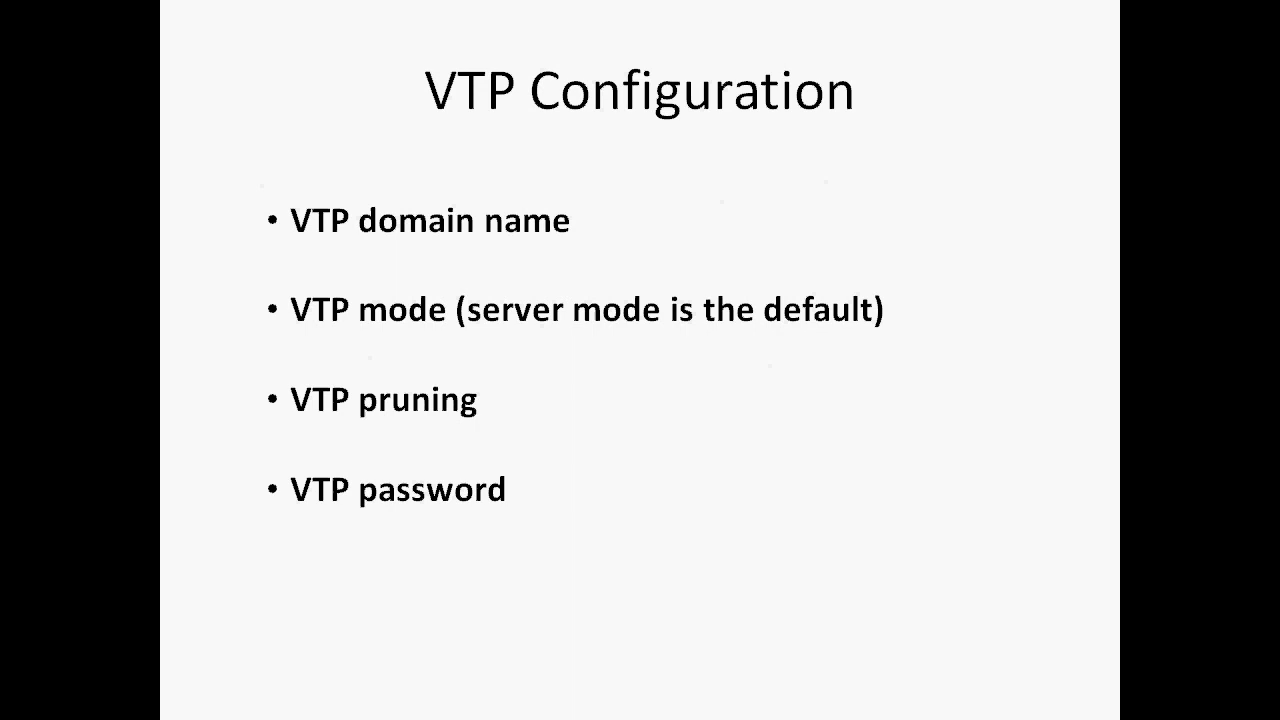 VTP Configuration
• VTP domain name
• VTP mode (server mode is the default)
• VTP pruning
• VTP password